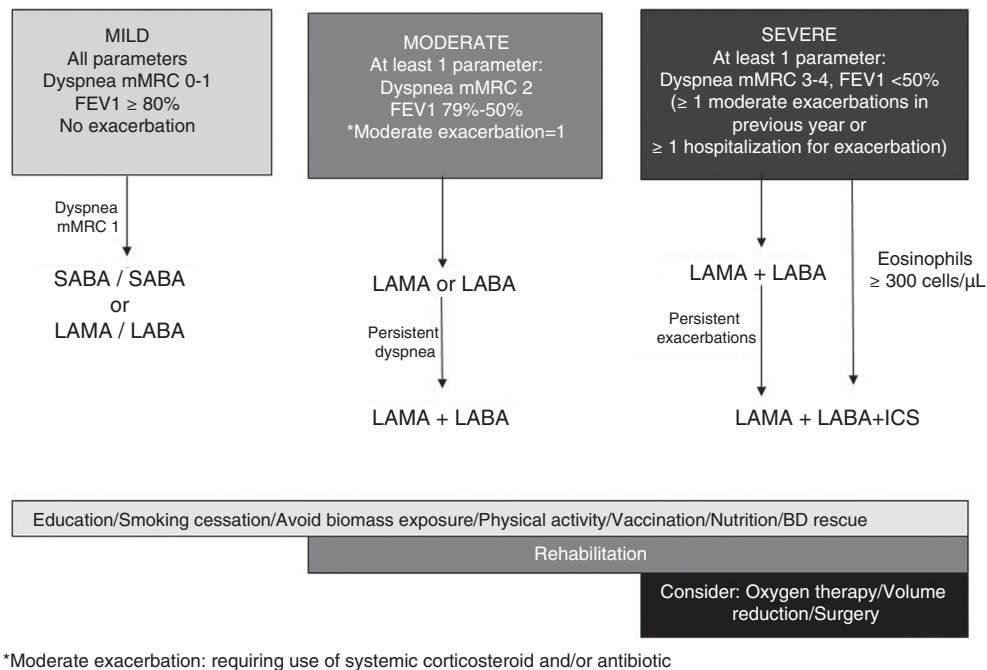 MILD
All parameters
Dyspnea mMRC 0-1
FEV1 ≥ 80%
No exacerbation
MODERATE
At least 1 parameter:
Dyspnea mMRC 2
FEV1 79%-50%
*Moderate exacerbation=1
SEVERE
At least 1 parameter:
Dyspnea mMRC 3-4, FEV1 <50%
(≥ 1 moderate exacerbations in
previous year or
≥ 1 hospitalization for exacerbation)
Dyspnea
mMRC 1
SABA / SABA
or
LAMA / LABA
LAMA or LABA
Persistent
dyspnea
LAMA + LABA
LAMA + LABA
Eosinophils
≥ 300 cells/µL
Persistent
exacerbations
LAMA + LABA+ICS
Education/Smoking cessation/Avoid biomass exposure/Physical activity/Vaccination/Nutrition/BD rescue
Rehabilitation
Consider: Oxygen therapy/Volume
reduction/Surgery
*Moderate exacerbation: requiring use of systemic corticosteroid and/or antibiotic